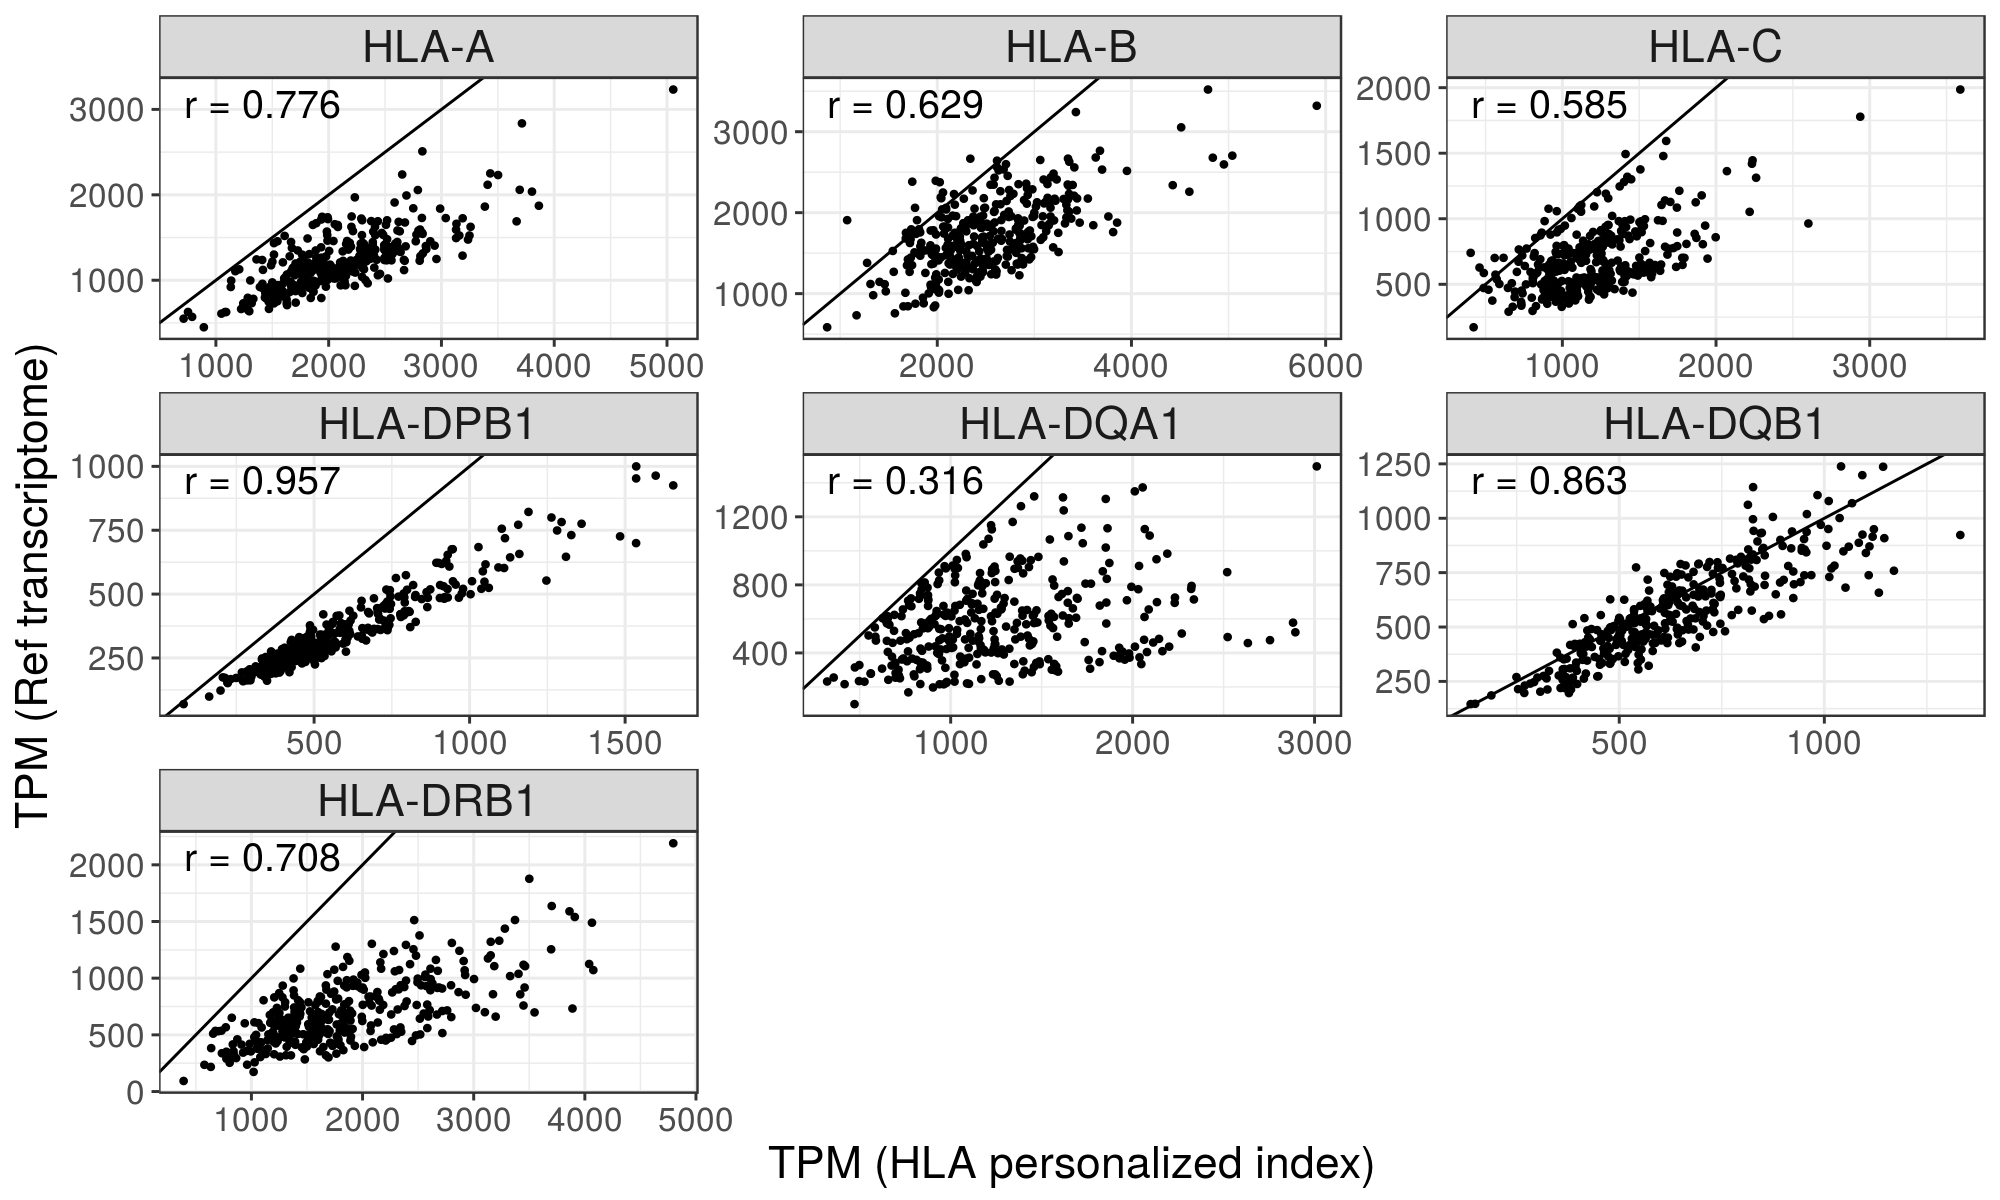 HLA-A
HLA-B
HLA-C
r = 0.776
r = 0.629
r = 0.585
3000
2000
1000
3000
2000
1000
2000
1500
1000
500
1000 2000 3000 4000 5000
2000 4000 6000
1000 2000 3000
HLA-DPB1
HLA-DQA1
HLA-DQB1
r = 0.957
r = 0.316
r = 0.863
1000
750
500
250
1200
800
400
1250
1000
750
500
250
500 1000 1500
1000 2000 3000
500 1000
HLA-DRB1
r = 0.708
2000
1500
1000
500
0
1000 2000 3000 4000 5000
TPM (Ref transcriptome)
TPM (HLA personalized index)